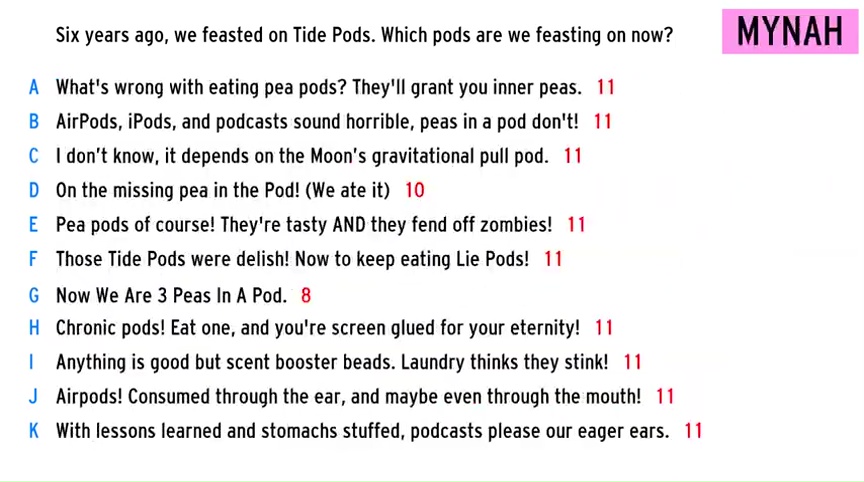 Six years ago, we feasted on Tide Pods. Which pods are we feasting on now?
MYNAH
A What's wrong with eating pea pods? They'll grant you inner peas. 11
B AirPods, iPods, and podcasts sound horrible, peas in a pod don't! 11
C I don’t know, it depends on the Moon’s gravitational pull pod. 11
D On the missing pea in the Pod! (We ate it) 10
E Pea pods of course! They're tasty AND they fend off zombies! 11
F Those Tide Pods were delish! Now to keep eating Lie Pods! 11
G Now We Are 3 Peas In A Pod. 8
H Chronic pods! Eat one, and you're screen glued for your eternity! 11
I Anything is good but scent booster beads. Laundry thinks they stink! 11
J Airpods! Consumed through the ear, and maybe even through the mouth! 11
K With lessons learned and stomachs stuffed, podcasts please our eager ears. 11